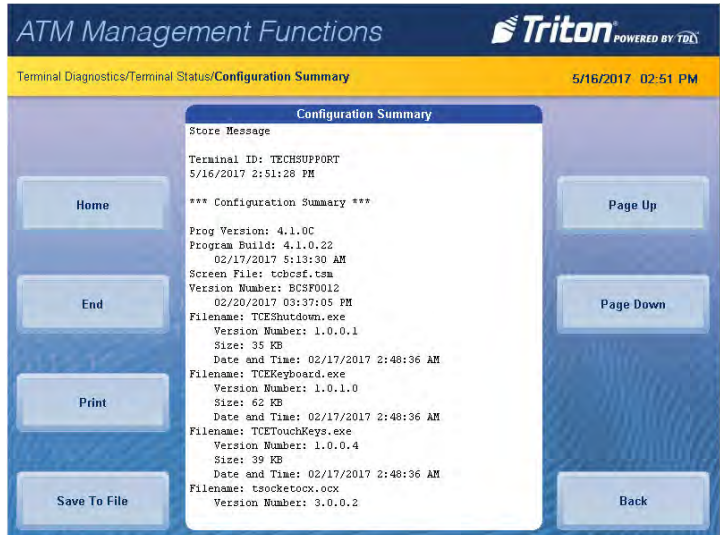 ATM Management Functions
Triton POWERED BY TDL
Terminal Diagnostics/Terminal Status/Configuration Summary
5/16/2017 02:51 PM
Configuration Summary
Store Message
Terminal ID: TECHSUPPORT
5/16/2017 2:51:28 PM
*** Configuration Summary ***
Prog Version: 4.1.0C
Program Build: 4.1.0.22
02/17/2017 5:13:30 AM
Screen File: tcbcsf.tsm
Version Number: BCSF0012
02/20/2017 03:37:05 PM
Filename: TCEShutdown.exe
Version Number: 1.0.0.1
Size: 35 KB
Date and Time: 02/17/2017 2:48:36 AM
Filename: TCEKeyboard.exe
Version Number: 1.0.1.0
Size: 62 KB
Date and Time: 02/17/2017 2:48:36 AM
Filename: TCETouchKeys.exe
Version Number: 1.0.0.4
Size: 39 KB
Date and Time: 02/17/2017 2:48:36 AM
Filename: tsocketocx.ocx
Version Number: 3.0.0.2
Home
End
Print
Save To File
Page Up
Page Down
Back